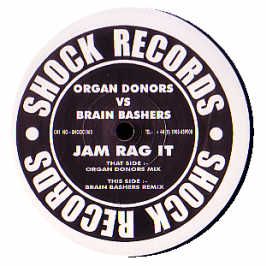 SHOCK RECORDS
ORGAN DONORS
VS
BRAIN BASHERS
JAM RAG IT
THAT SIDE :-
ORGAN DONORS MIX
THIS SIDE :-
BRAIN BASHERS REMIX
SHOCK RECORDS